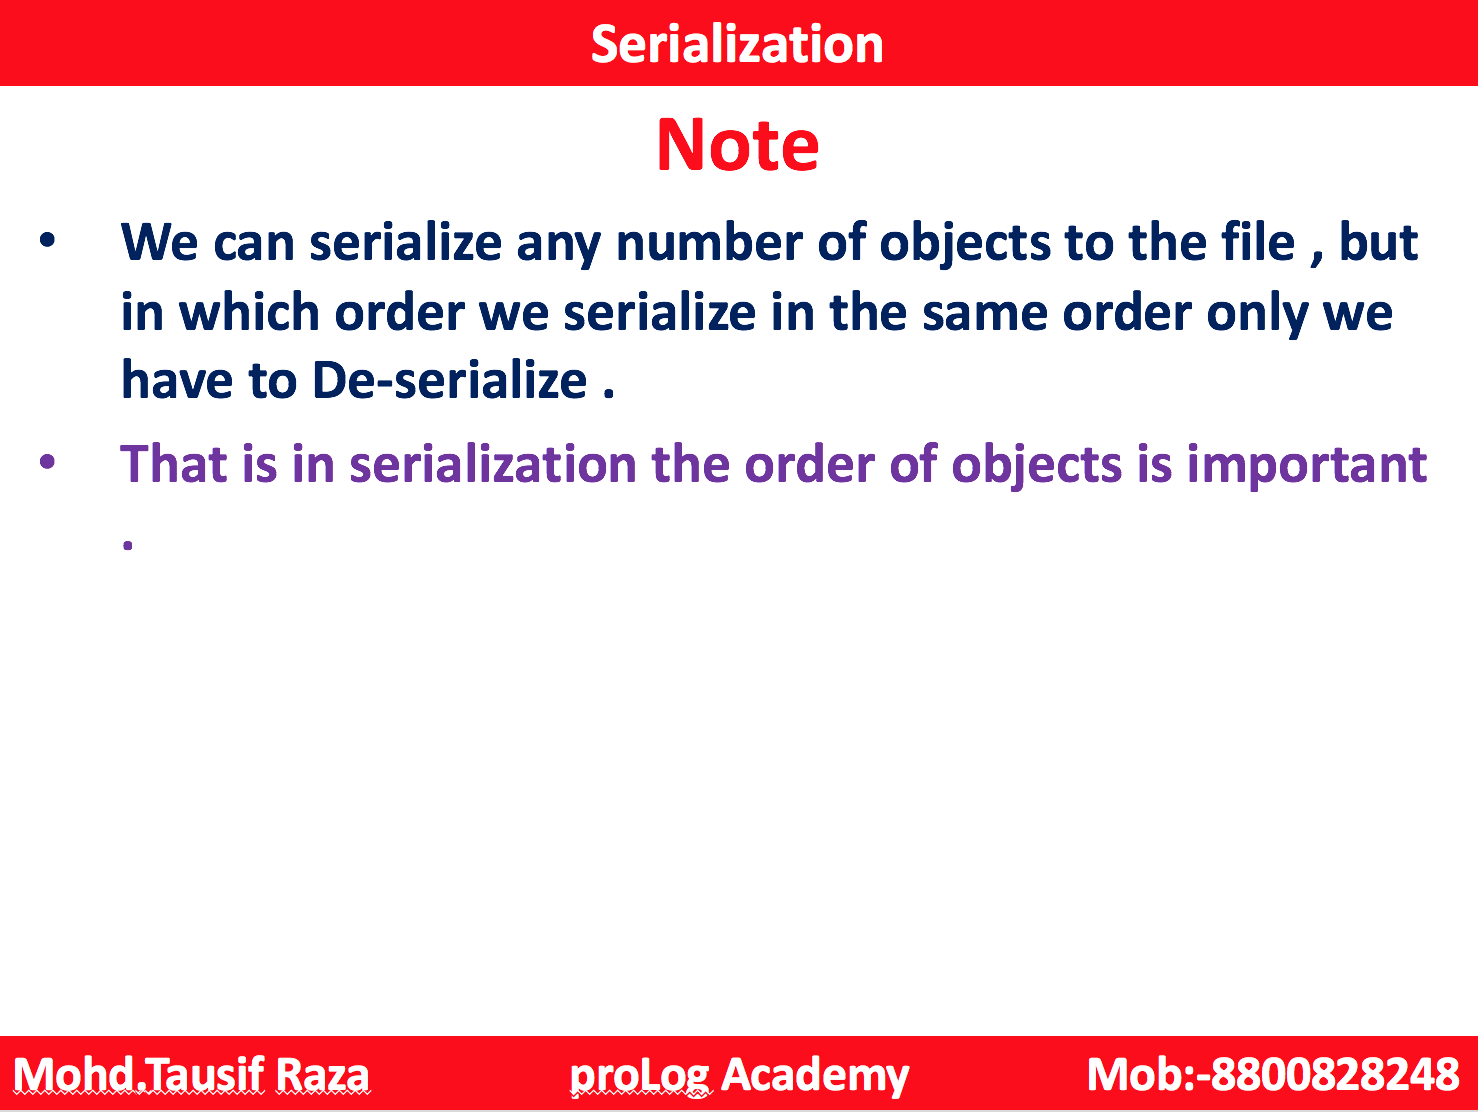 Serialization
Note
• We can serialize any number of objects to the file , but
in which order we serialize in the same order only we
have to De-serialize .
• That is in serialization the order of objects is important
.
Mohd.Tausif Raza proLog Academy Mob:-8800828248